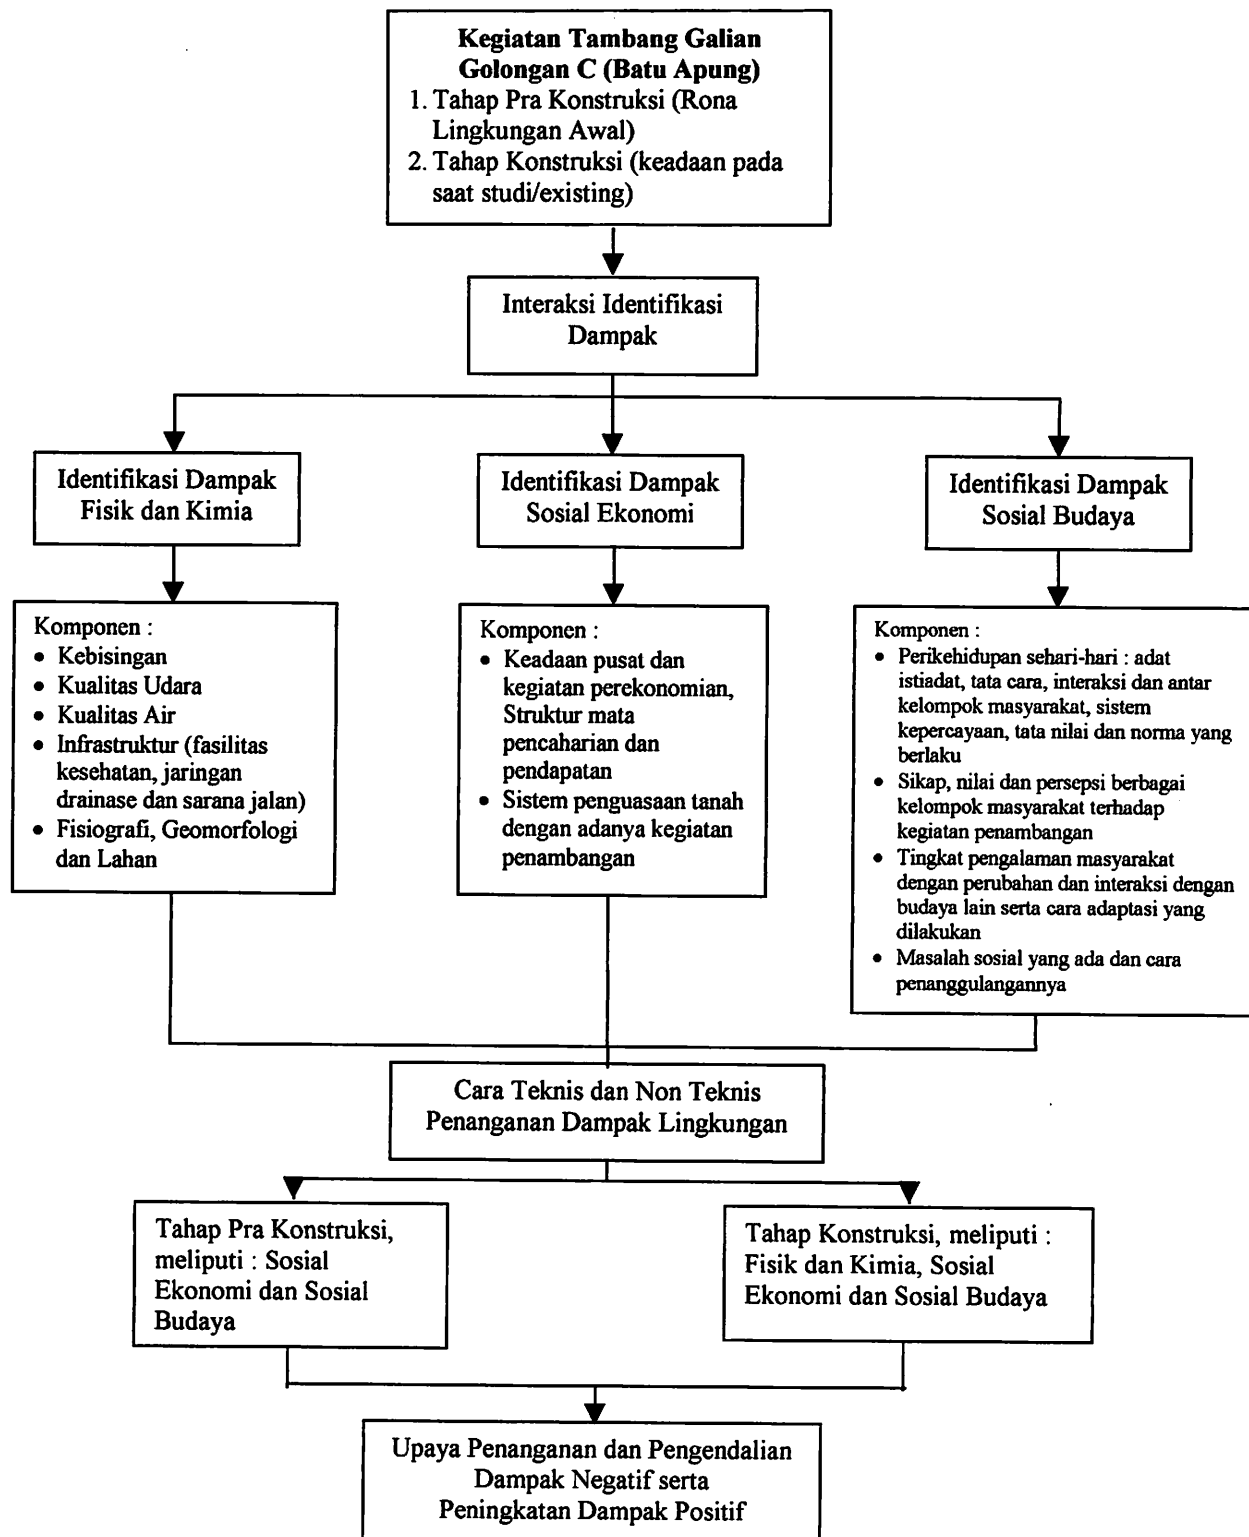 Kegiatan Tambang Galian
Golongan C (Batu Apung)
1. Tahap Pra Konstruksi (Rona
Lingkungan Awal)
2. Tahap Konstruksi (keadaan pada
saat studi/existing)
Interaksi Identifikasi
Dampak
Identifikasi Dampak
Fisik dan Kimia
Identifikasi Dampak
Sosial Ekonomi
Identifikasi Dampak
Sosial Budaya
Komponen :
• Kebisingan
• Kualitas Udara
• Kualitas Air
• Infrastruktur (fasilitas
kesehatan, jaringan
drainase dan sarana jalan)
• Fisiografi, Geomorfologi
dan Lahan
Komponen :
• Keadaan pusat dan
kegiatan perekonomian,
Struktur mata
pencaharian dan
pendapatan
• Sistem penguasaan tanah
dengan adanya kegiatan
penambangan
Komponen :
• Perikehidupan sehari-hari : adat
istiadat, tata cara, interaksi dan antar
kelompok masyarakat, sistem
kepercayaan, tata nilai dan norma yang
berlaku
• Sikap, nilai dan persepsi berbagai
kelompok masyarakat terhadap
kegiatan penambangan
• Tingkat pengalaman masyarakat
dengan perubahan dan interaksi dengan
budaya lain serta cara adaptasi yang
dilakukan
• Masalah sosial yang ada dan cara
penanggulangannya
Cara Teknis dan Non Teknis
Penanganan Dampak Lingkungan
Tahap Pra Konstruksi,
meliputi : Sosial
Ekonomi dan Sosial
Budaya
Tahap Konstruksi, meliputi :
Fisik dan Kimia, Sosial
Ekonomi dan Sosial Budaya
Upaya Penanganan dan Pengendalian
Dampak Negatif serta
Peningkatan Dampak Positif